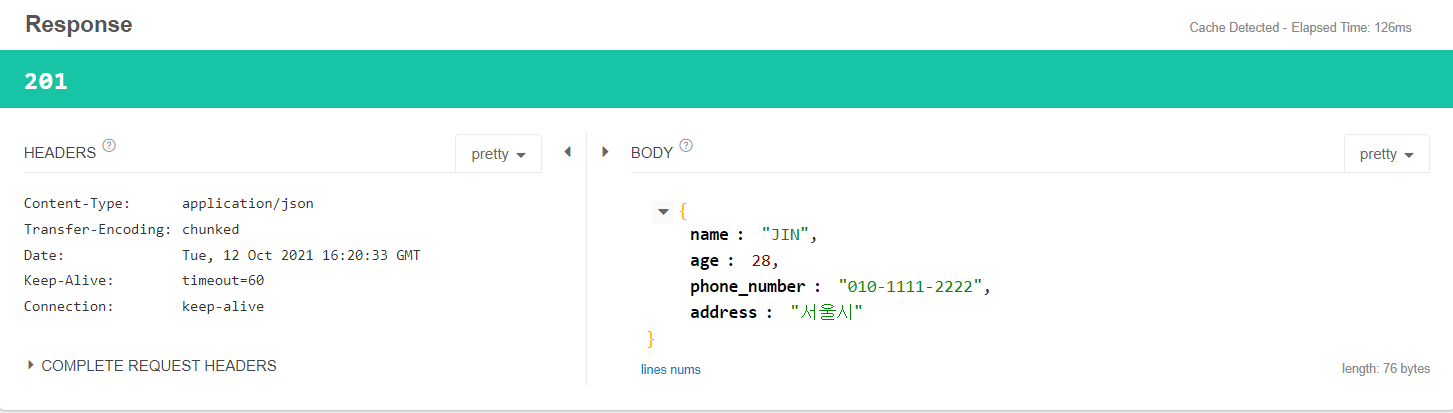 Response
Cache Detected - Elapsed Time: 126ms
201
HEADERS ?
pretty
Content-Type: application/json
Transfer-Encoding: chunked
Date: Tue, 12 Oct 2021 16:20:33 GMT
Keep-Alive: timeout=60
Connection: keep-alive
COMPLETE REQUEST HEADERS
BODY ?
pretty
{
name : "JIN",
age : 28,
phone_number : "010-1111-2222",
address : "서울시"
}
lines nums
length: 76 bytes